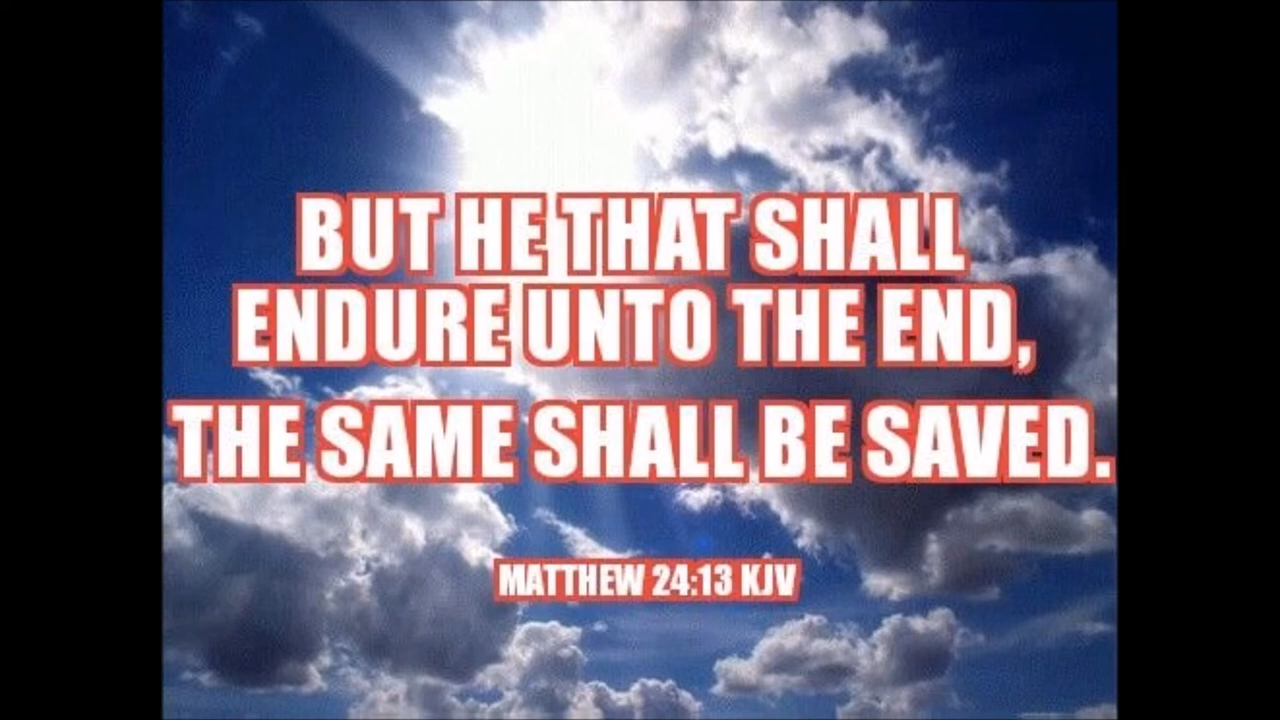 BUT HE THAT SHALL
ENDURE UNTO THE END,
THE SAME SHALL BE SAVED.
MATTHEW 24:13 KJV